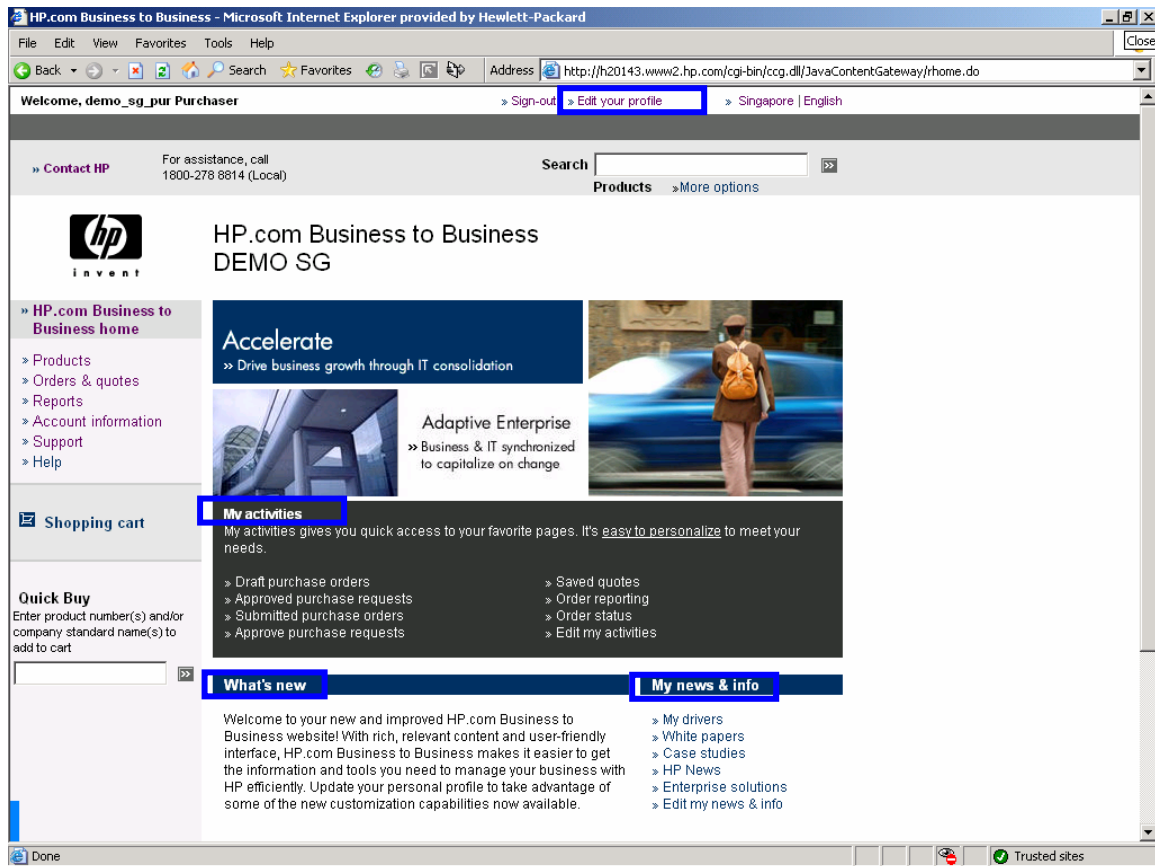 HP.com Business to Business - Microsoft Internet Explorer provided by Hewlett-Packard
File Edit View Favorites Tools Help
Close
Back Search Favorites Address http://h20143.www2.hp.com/cgi-bin/ccg.dll/JavaContentGateway/rhome.do
Welcome, demo_sg_pur Purchaser » Sign-out » Edit your profile » Singapore | English
» Contact HP
For assistance, call
1800-278 8814 (Local)
Search »
Products »More options
hp
invent
HP.com Business to Business
DEMO SG
» HP.com Business to
Business home
» Products
» Orders & quotes
» Reports
» Account information
» Support
» Help
Shopping cart
Quick Buy
Enter product number(s) and/or
company standard name(s) to
add to cart
»
Accelerate
» Drive business growth through IT consolidation
Adaptive Enterprise
» Business & IT synchronized
to capitalize on change
My activities
My activities gives you quick access to your favorite pages. It's easy to personalize to meet your
needs.
» Draft purchase orders
» Approved purchase requests
» Submitted purchase orders
» Approve purchase requests
» Saved quotes
» Order reporting
» Order status
» Edit my activities
What's new
Welcome to your new and improved HP.com Business to
Business website! With rich, relevant content and user-friendly
interface, HP.com Business to Business makes it easier to get
the information and tools you need to manage your business with
HP efficiently. Update your personal profile to take advantage of
some of the new customization capabilities now available.
My news & info
» My drivers
» White papers
» Case studies
» HP News
» Enterprise solutions
» Edit my news & info
Done Trusted sites